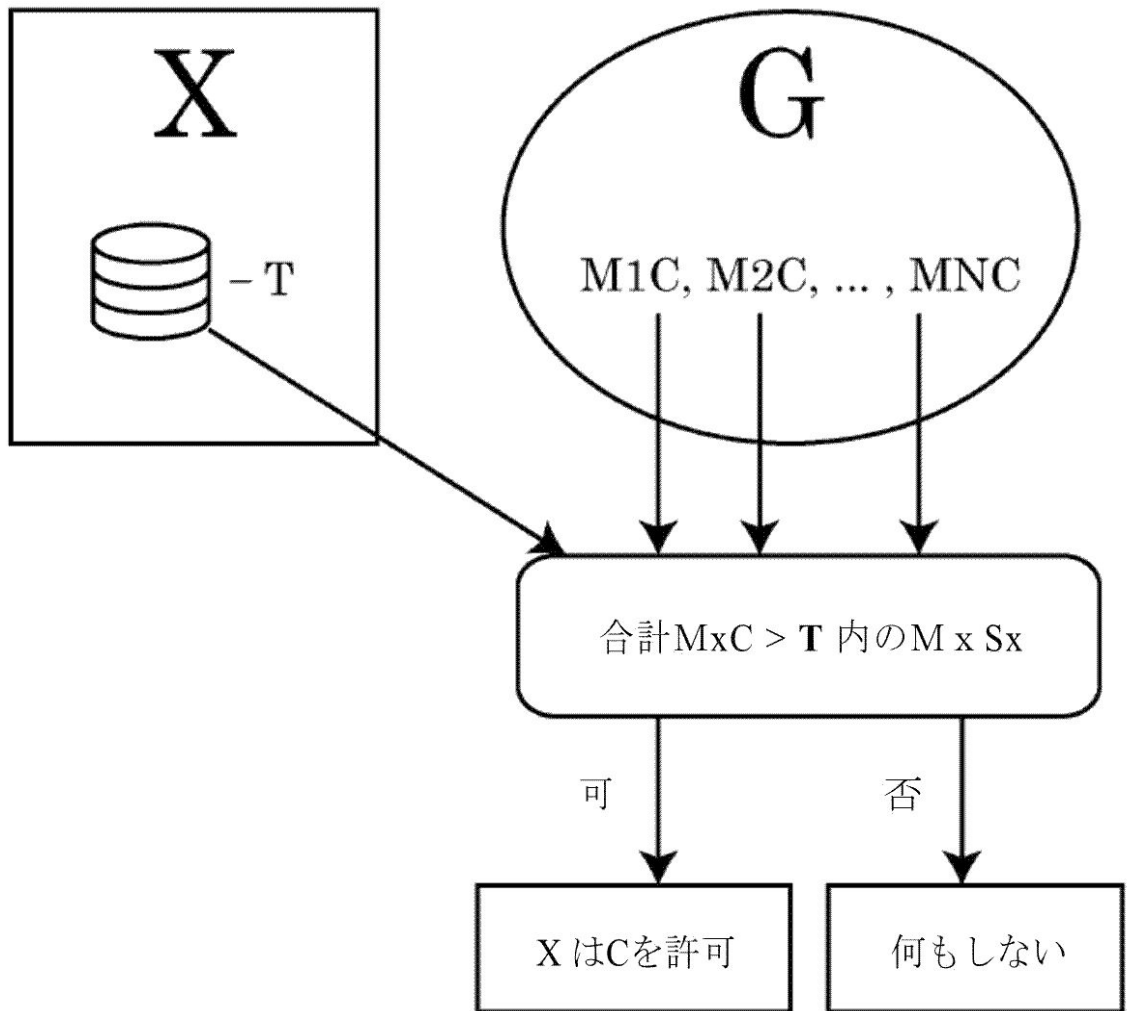 X
G
– T
M1C, M2C, ... , MNC
合計MxC > T 内のM x Sx
可
否
X はCを許可
何もしない